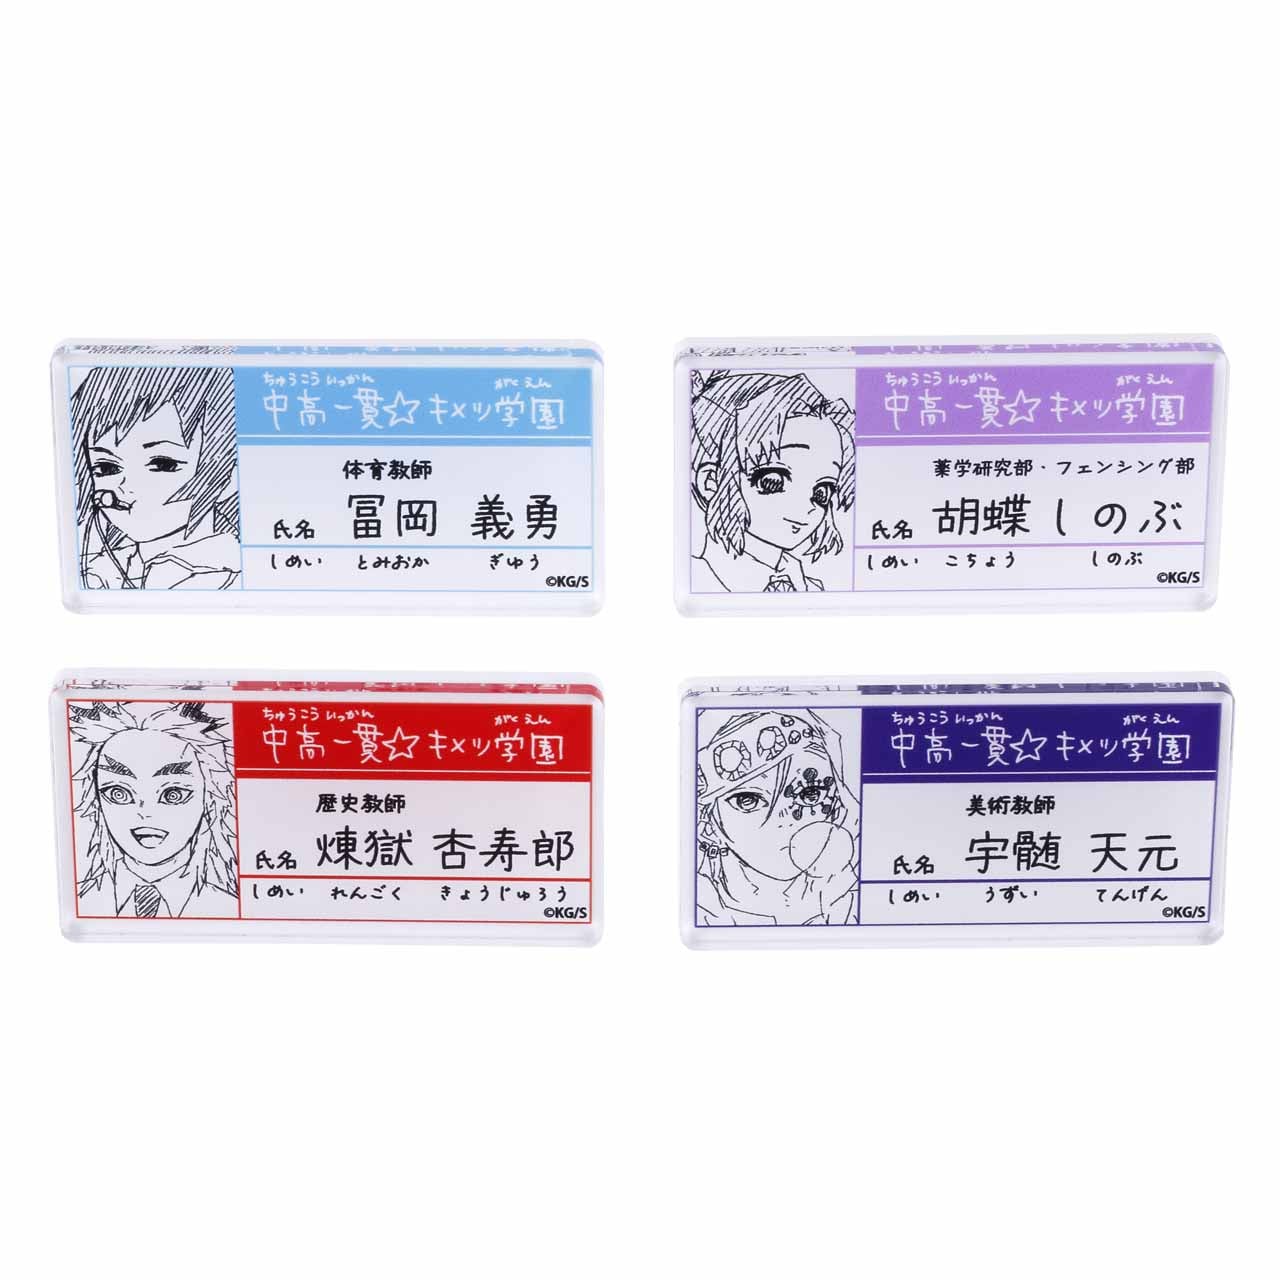 ちゅうこういっかん がくえん
中高一貫☆キメツ学園
体育教師
氏名 冨岡 義勇
しめい とみおか ぎゆう
©KG/S
ちゅうこういっかん がくえん
中高一貫☆キメツ学園
薬学研究部・フェンシング部
氏名 胡蝶 しのぶ
しめい こちょう しのぶ
©KG/S
ちゅうこういっかん がくえん
中高一貫☆キメツ学園
歴史教師
氏名 煉獄 杏寿郎
しめい れんごく きょうじゅろう
©KG/S
ちゅうこういっかん がくえん
中高一貫☆キメツ学園
美術教師
氏名 宇髄 天元
しめい うずい てんげん
©KG/S